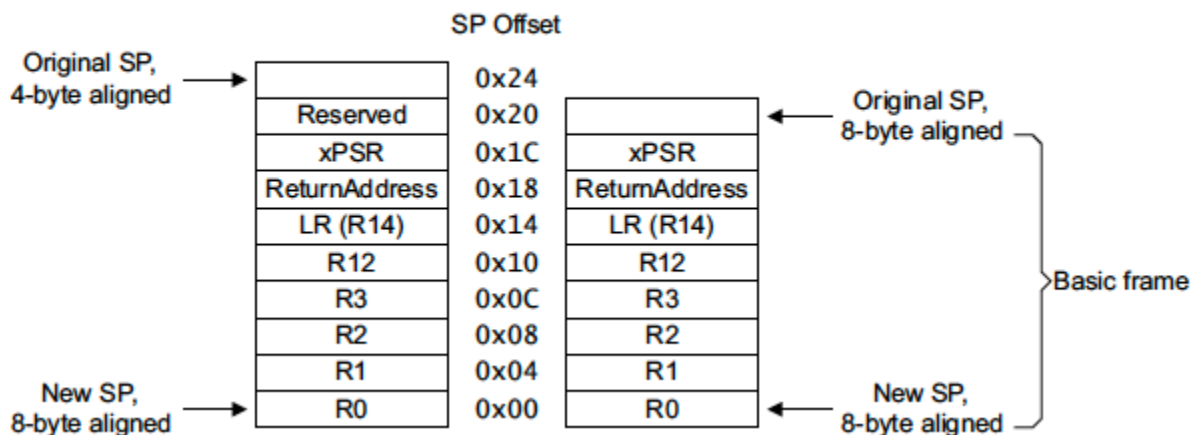 SP Offset
Original SP,
4-byte aligned
0x24
Reserved
0x20
Original SP,
8-byte aligned
xPSR
0x1C
xPSR
ReturnAddress
0x18
ReturnAddress
LR (R14)
0x14
LR (R14)
R12
0x10
R12
R3
0x0C
R3
Basic frame
R2
0x08
R2
R1
0x04
R1
New SP,
8-byte aligned
R0
0x00
R0
New SP,
8-byte aligned